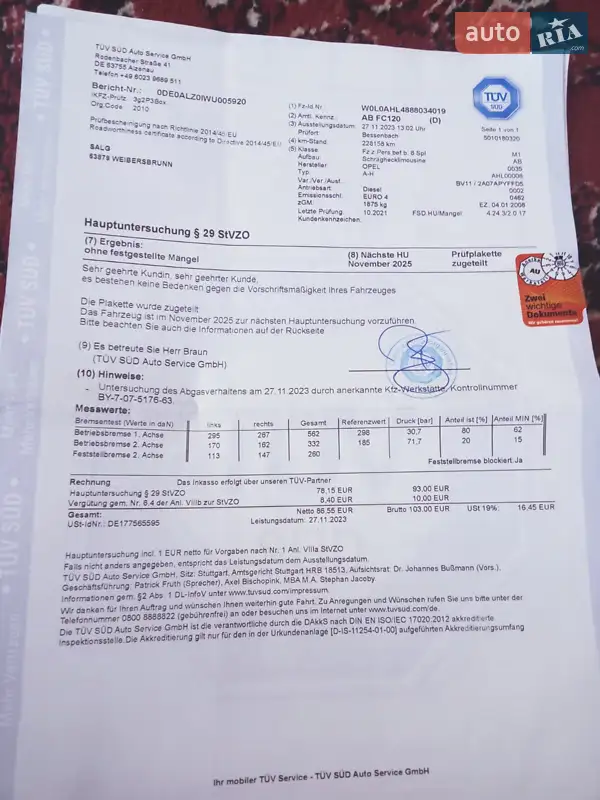 auto RIA .com
TÜV SÜD Auto Service GmbH
Rodenbacher Straße 41
DE 63755 Alzenau
Telefon +49 6023 9669 511
Bericht-Nr.: 0DE0ALZ0IWU005920
KFZ-Prüfz. 3g2P3Bcx
Org.Code 2010
Prüfbescheinigung nach Richtlinie 2014/45/EU
Roadworthiness certificate according to Directive 2014/45/EU
SALG
63879 WEIBERSBRUNN
(1) Fz-Id.Nr. W0L0AHL4888034019
(2) Amtl. Kennz. AB FC120 (D)
(3) Ausstellungsdatum 27.11.2023 13:02 Uhr
Prüfort Bessenbach
(4) km-Stand 228158 km
(5) Klasse Fz.z.Pers.bef.b. 8 Spl M1
Aufbau Schräghecklimousine AB
Hersteller OPEL 0035
Typ A-H AHL00008
Var./Ver./Ausf. BV11 / 2A07APYFFD5
Antriebsart Diesel 0002
Emissionsschl. EURO 4 0462
zGM 1875 kg EZ: 04.01.2008
Letzte Prüfung 10.2021 FSD.HU/Mangel 4.24.3/2.0.17
Kundenkennzeichen
TÜV
SÜD
Seite 1 von 1
5010180320
Hauptuntersuchung § 29 StVZO
(7) Ergebnis:
ohne festgestellte Mängel
(8) Nächste HU
November 2025
Prüfplakette
zugeteilt
AU
Zwei
wichtige
Dokumente
Sehr geehrte Kundin, sehr geehrter Kunde,
es bestehen keine Bedenken gegen die Vorschriftsmäßigkeit Ihres Fahrzeuges
Die Plakette wurde zugeteilt
Das Fahrzeug ist im November 2025 zur nächsten Hauptuntersuchung vorzuführen
Bitte beachten Sie auch die Informationen auf der Rückseite
(9) Es betreute Sie Herr Braun
(TÜV SÜD Auto Service GmbH)
(10) Hinweise:
- Untersuchung des Abgasverhaltens am 27.11.2023 durch anerkannte Kfz-Werkstätte, Kontrollnummer
BY-7-07-5176-63.
Messwerte:
Bremsentest (Werte in daN) links rechts Gesamt Referenzwert Druck [bar] Anteil ist [%] Anteil MIN [%]
Betriebsbremse 1. Achse 295 267 562 298 30,7 80 62
Betriebsbremse 2. Achse 170 162 332 185 71,7 20 15
Feststellbremse 2. Achse 113 147 260
Feststellbremse blockiert Ja
Rechnung Das Inkasso erfolgt über unseren TÜV-Partner
Hauptuntersuchung § 29 StVZO 78,15 EUR 93,00 EUR
Vergütung gem. Nr. 6.4 der Anl. VIIIb zur StVZO 8,40 EUR 10,00 EUR
Gesamt: Netto 86,55 EUR Brutto 103,00 EUR USt 19%: 16,45 EUR
USt-IdNr.: DE177565595 Leistungsdatum: 27.11.2023
Hauptuntersuchung incl. 1 EUR netto für Vorgaben nach Nr. 1 Anl. VIIIa StVZO
Falls nicht anders angegeben, entspricht das Leistungsdatum dem Ausstellungsdatum.
TÜV SÜD Auto Service GmbH, Sitz: Stuttgart, Amtsgericht Stuttgart HRB 18513, Aufsichtsrat: Dr. Johannes Bußmann (Vors.),
Geschäftsführung: Patrick Fruth (Sprecher), Axel Bischopink, MBA M.A. Stephan Jacoby
Informationen gem. §2 Abs. 1 DL-InfoV unter www.tuvsud.com/impressum.
Wir danken für Ihren Auftrag und wünschen Ihnen weiterhin gute Fahrt. Zu Anregungen und Wünschen rufen Sie uns bitte unter der
Telefonnummer 0800 8888822 (gebührenfrei) an oder besuchen uns im Internet unter www.tuvsud.com/de.
Die TÜV SÜD Auto Service GmbH ist die verantwortliche durch die DAkkS nach DIN EN ISO/IEC 17020:2012 akkreditierte
Inspektionsstelle. Die Akkreditierung gilt nur für den in der Urkundenanlage [D-IS-11254-01-00] aufgeführten Akkreditierungsumfang
Ihr mobiler TÜV Service - TÜV SÜD Auto Service GmbH